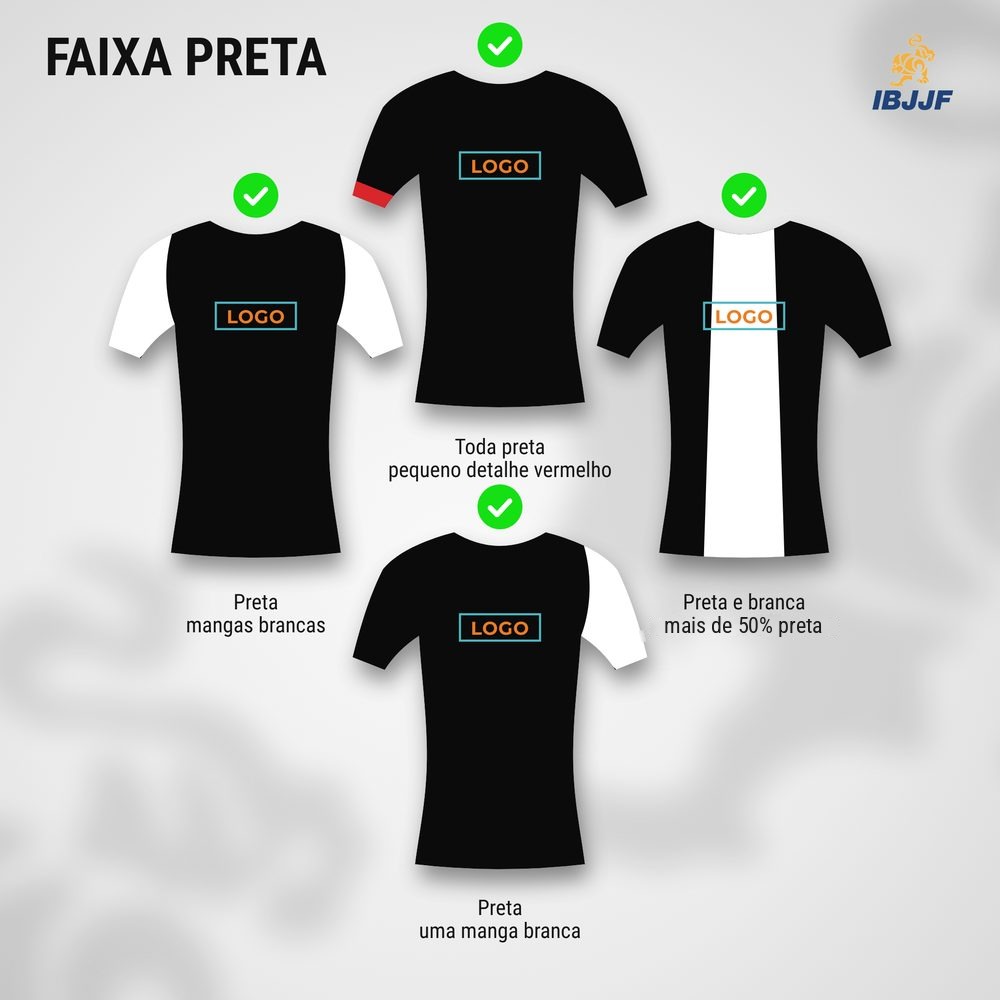 FAIXA PRETA
IBJJF
LOGO
Toda preta
pequeno detalhe vermelho
LOGO
Preta
mangas brancas
LOGO
Preta e branca
mais de 50% preta
LOGO
Preta
uma manga branca